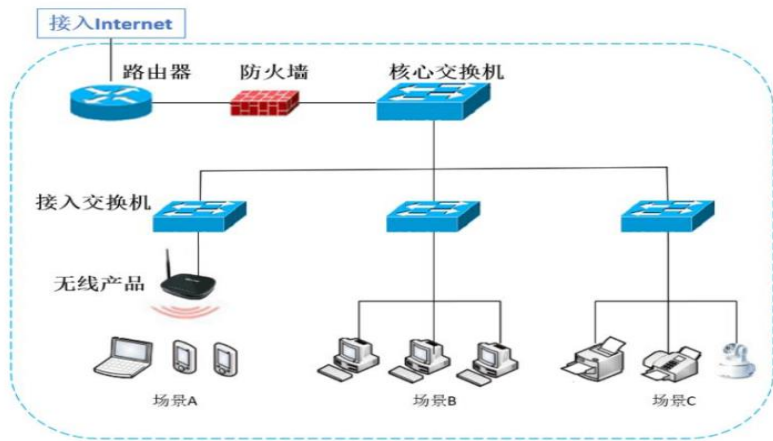 接入Internet
路由器
防火墙
核心交换机
接入交换机
无线产品
场景A
场景B
场景C